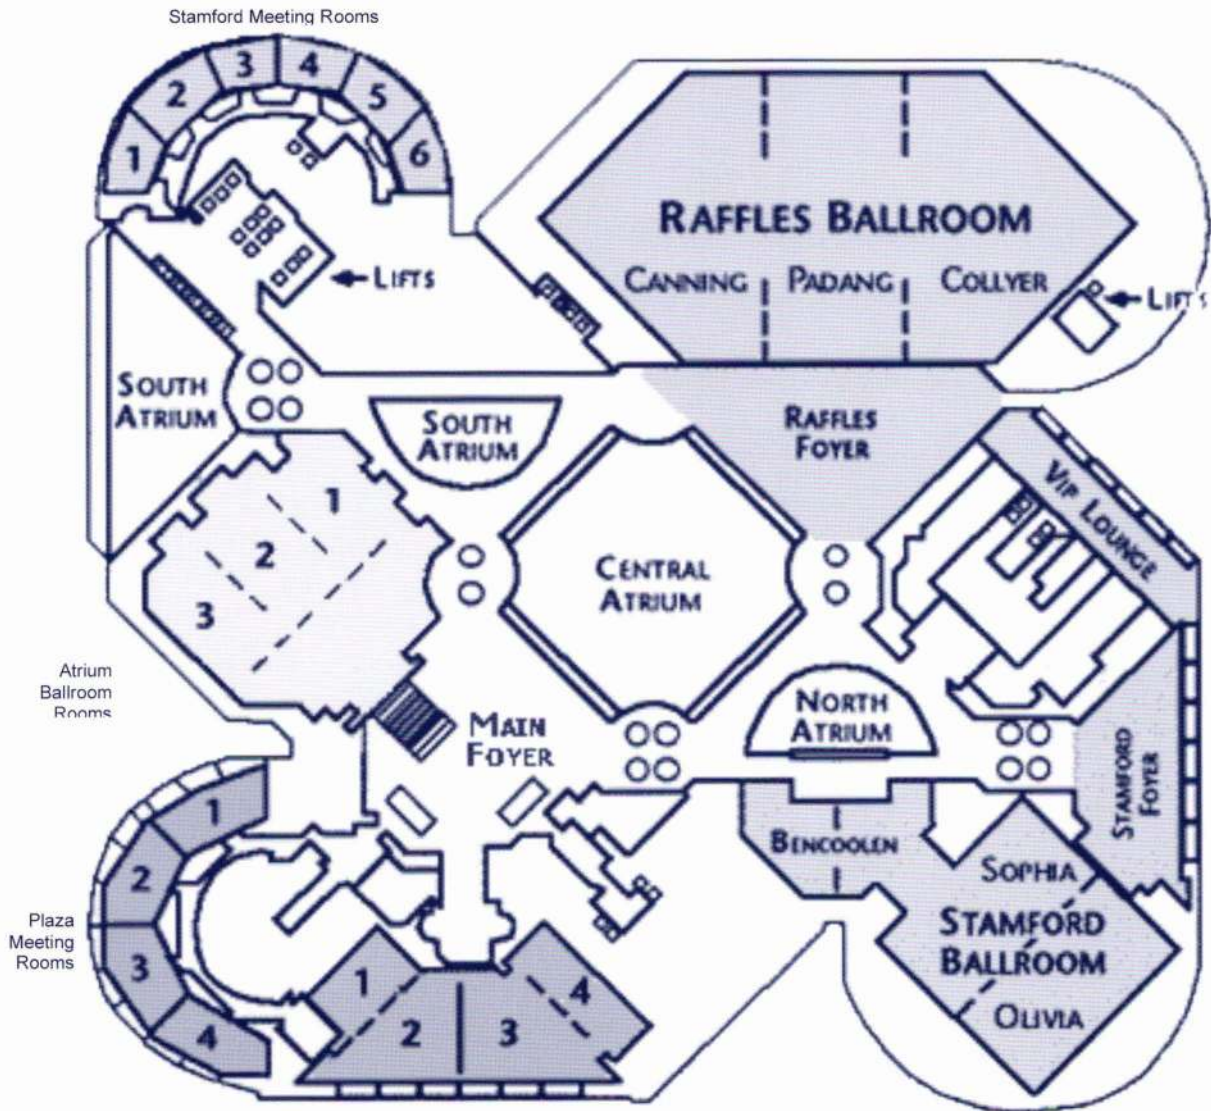 Stamford Meeting Rooms
1
2
3
4
5
6
RAFFLES BALLROOM
CANNING
PADANG
COLLYER
LIFTS
LIFTS
SOUTH
ATRIUM
SOUTH
ATRIUM
RAFFLES
FOYER
VIP LOUNGE
1
2
3
CENTRAL
ATRIUM
Atrium
Ballroom
Rooms
MAIN
FOYER
NORTH
ATRIUM
STAMFORD
FOYER
1
2
3
4
Plaza
Meeting
Rooms
BENCOOLEN
SOPHIA
STAMFORD
BALLROOM
OLIVIA
1
2
3
4